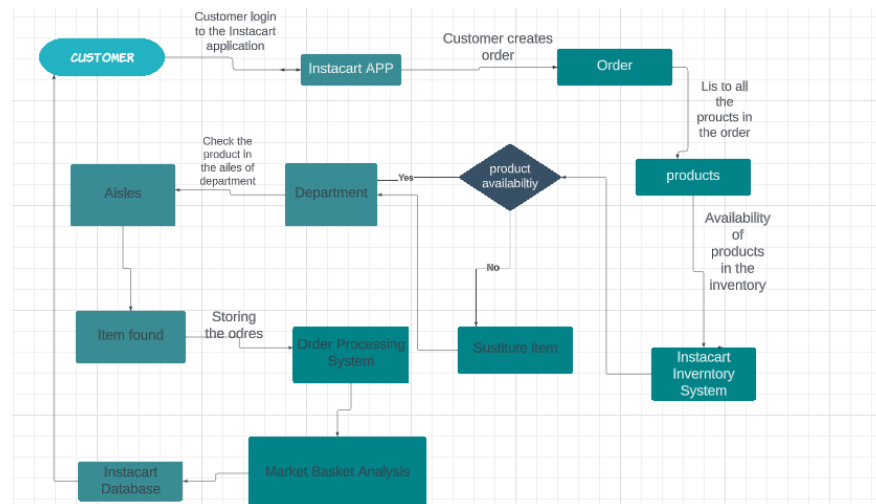 Customer login
to the Instacart
application
CUSTOMER
Instacart APP
Customer creates
order
Order
Lis to all
the
proucts in
the order
Check the
product in
the ailes of
department
Aisles
Department
Yes
product
availabiltiy
products
Availability
of
products
in the
inventory
No
Item found
Storing
the odres
Order Processing
System
Sustitute item
Instacart
Inverntory
System
Market Basket Analysis
Instacart
Database